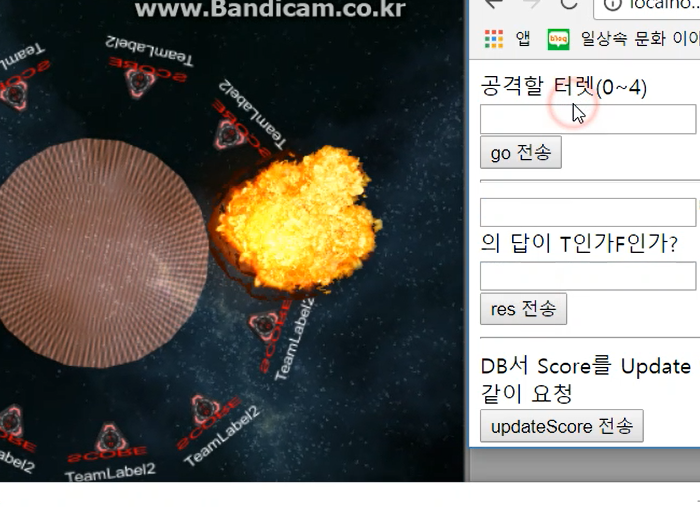 www.Bandicam.co.kr
localho...
앱
blog
일상속 문화 이야
공격할 터렛(0~4)
go 전송
의 답이 T인가F인가?
res 전송
DB서 Score를 Update
같이 요청
updateScore 전송
TeamLabel2
SCORE
TeamLabel2
SCORE
TeamLabel2
SCORE
TeamLabel2
SCORE
TeamLabel2
SCORE
TeamLabel2